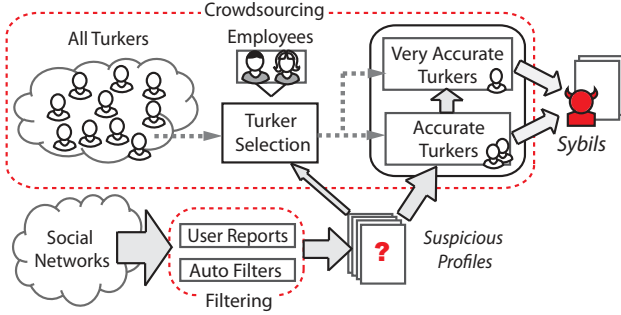 Crowdsourcing
All Turkers
Employees
Very Accurate
Turkers
Turker
Selection
Accurate
Turkers
Sybils
Social
Networks
User Reports
Auto Filters
Filtering
?
Suspicious
Profiles